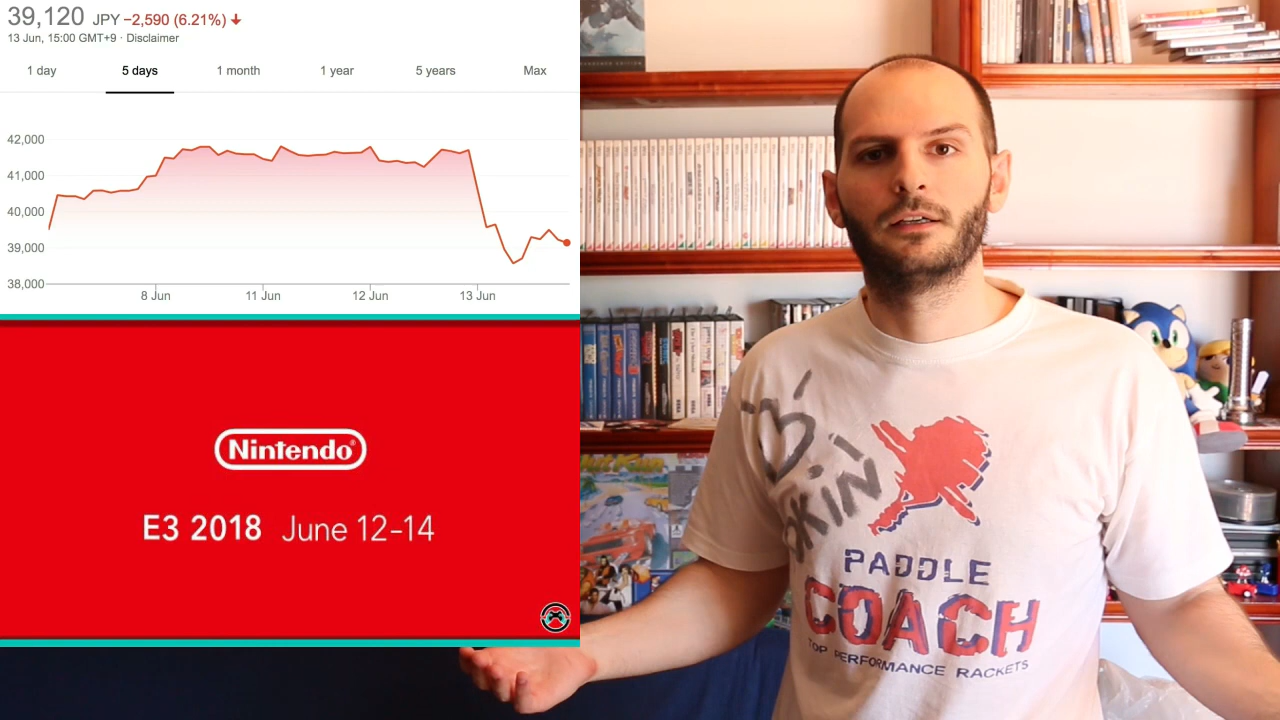 39,120 JPY −2,590 (6.21%) ↓
13 Jun, 15:00 GMT+9 · Disclaimer
1 day 5 days 1 month 1 year 5 years Max
42,000
41,000
40,000
39,000
38,000
8 Jun 11 Jun 12 Jun 13 Jun
Nintendo®
E3 2018 June 12-14
PADDLE
COACH
TOP PERFORMANCE RACKETS